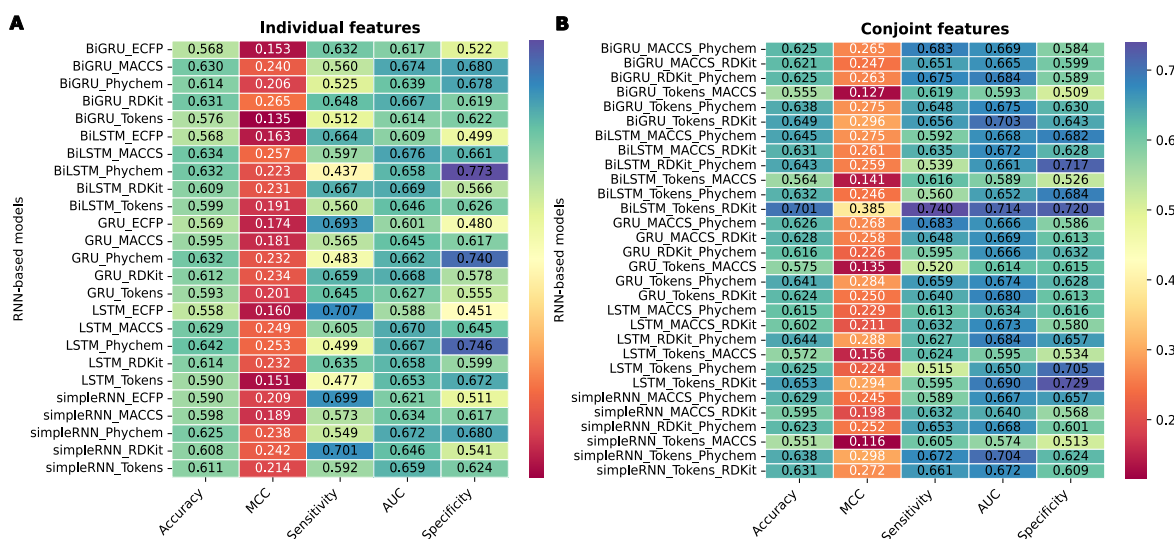 A
Individual features
RNN-based models
BiGRU_ECFP 0.568 0.153 0.632 0.617 0.522
BiGRU_MACCS 0.630 0.240 0.560 0.674 0.680
BiGRU_Phychem 0.614 0.206 0.525 0.639 0.678
BiGRU_RDKit 0.631 0.265 0.648 0.667 0.619
BiGRU_Tokens 0.576 0.135 0.512 0.614 0.622
BiLSTM_ECFP 0.568 0.163 0.664 0.609 0.499
BiLSTM_MACCS 0.634 0.257 0.597 0.676 0.661
BiLSTM_Phychem 0.632 0.223 0.437 0.658 0.773
BiLSTM_RDKit 0.609 0.231 0.667 0.669 0.566
BiLSTM_Tokens 0.599 0.191 0.560 0.646 0.626
GRU_ECFP 0.569 0.174 0.693 0.601 0.480
GRU_MACCS 0.595 0.181 0.565 0.645 0.617
GRU_Phychem 0.632 0.232 0.483 0.662 0.740
GRU_RDKit 0.612 0.234 0.659 0.668 0.578
GRU_Tokens 0.593 0.201 0.645 0.627 0.555
LSTM_ECFP 0.558 0.160 0.707 0.588 0.451
LSTM_MACCS 0.629 0.249 0.605 0.670 0.645
LSTM_Phychem 0.642 0.253 0.499 0.667 0.746
LSTM_RDKit 0.614 0.232 0.635 0.658 0.599
LSTM_Tokens 0.590 0.151 0.477 0.653 0.672
simpleRNN_ECFP 0.590 0.209 0.699 0.621 0.511
simpleRNN_MACCS 0.598 0.189 0.573 0.634 0.617
simpleRNN_Phychem 0.625 0.238 0.549 0.672 0.680
simpleRNN_RDKit 0.608 0.242 0.701 0.646 0.541
simpleRNN_Tokens 0.611 0.214 0.592 0.659 0.624
Accuracy MCC Sensitivity AUC Specificity
B
Conjoint features
RNN-based models
BiGRU_MACCS_Phychem 0.625 0.265 0.683 0.669 0.584
BiGRU_MACCS_RDKit 0.621 0.247 0.651 0.665 0.599
BiGRU_RDKit_Phychem 0.625 0.263 0.675 0.684 0.589
BiGRU_Tokens_MACCS 0.555 0.127 0.619 0.593 0.509
BiGRU_Tokens_Phychem 0.638 0.275 0.648 0.675 0.630
BiGRU_Tokens_RDKit 0.649 0.296 0.656 0.703 0.643
BiLSTM_MACCS_Phychem 0.645 0.275 0.592 0.668 0.682
BiLSTM_MACCS_RDKit 0.631 0.261 0.635 0.672 0.628
BiLSTM_RDKit_Phychem 0.643 0.259 0.539 0.661 0.717
BiLSTM_Tokens_MACCS 0.564 0.141 0.616 0.589 0.526
BiLSTM_Tokens_Phychem 0.632 0.246 0.560 0.652 0.684
BiLSTM_Tokens_RDKit 0.701 0.385 0.740 0.714 0.720
GRU_MACCS_Phychem 0.626 0.268 0.683 0.666 0.586
GRU_MACCS_RDKit 0.628 0.258 0.648 0.669 0.613
GRU_RDKit_Phychem 0.616 0.226 0.595 0.666 0.632
GRU_Tokens_MACCS 0.575 0.135 0.520 0.614 0.615
GRU_Tokens_Phychem 0.641 0.284 0.659 0.674 0.628
GRU_Tokens_RDKit 0.624 0.250 0.640 0.680 0.613
LSTM_MACCS_Phychem 0.615 0.229 0.613 0.634 0.616
LSTM_MACCS_RDKit 0.602 0.211 0.632 0.673 0.580
LSTM_RDKit_Phychem 0.644 0.288 0.627 0.684 0.657
LSTM_Tokens_MACCS 0.572 0.156 0.624 0.595 0.534
LSTM_Tokens_Phychem 0.625 0.224 0.515 0.650 0.705
LSTM_Tokens_RDKit 0.653 0.294 0.595 0.690 0.729
simpleRNN_MACCS_Phychem 0.629 0.245 0.589 0.667 0.657
simpleRNN_MACCS_RDKit 0.595 0.198 0.632 0.640 0.568
simpleRNN_RDKit_Phychem 0.623 0.252 0.653 0.668 0.601
simpleRNN_Tokens_MACCS 0.551 0.116 0.605 0.574 0.513
simpleRNN_Tokens_Phychem 0.638 0.298 0.672 0.704 0.624
simpleRNN_Tokens_RDKit 0.631 0.272 0.661 0.672 0.609
Accuracy MCC Sensitivity AUC Specificity
0.7
0.6
0.5
0.4
0.3
0.2